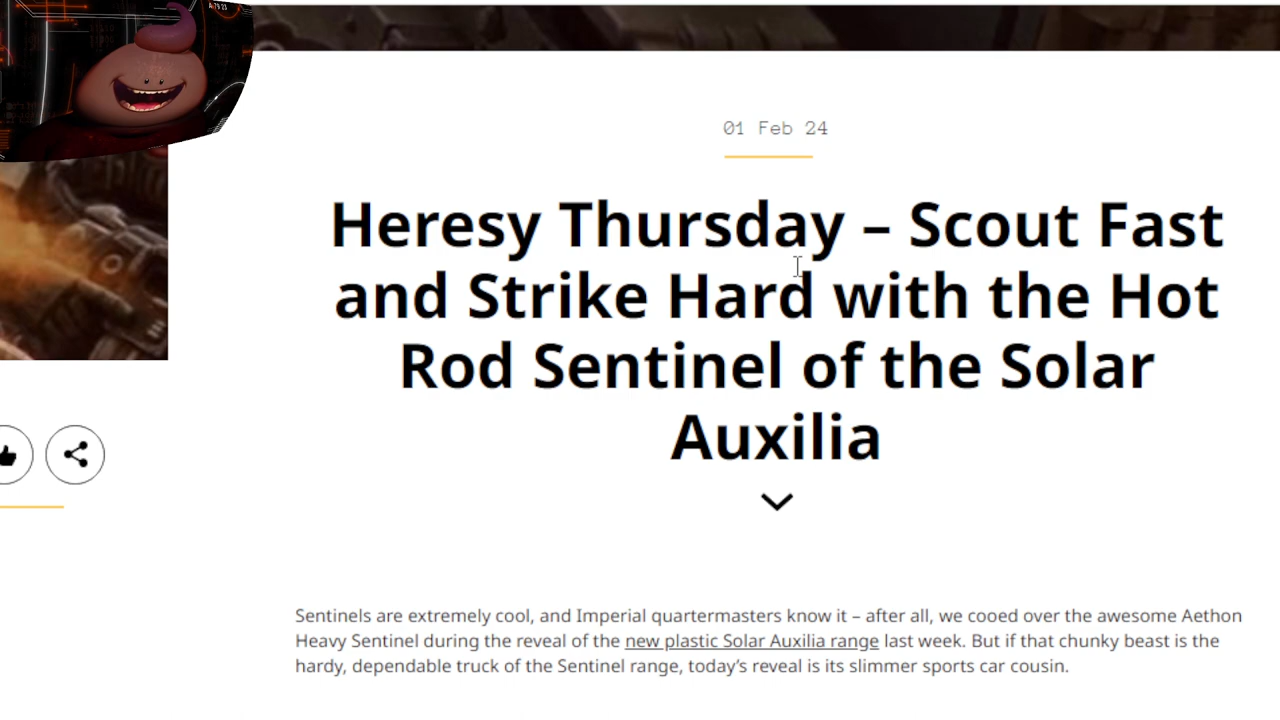 01 Feb 24
Heresy Thursday – Scout Fast
and Strike Hard with the Hot
Rod Sentinel of the Solar
Auxilia
Sentinels are extremely cool, and Imperial quartermasters know it – after all, we cooed over the awesome Aethon
Heavy Sentinel during the reveal of the new plastic Solar Auxilia range last week. But if that chunky beast is the
hardy, dependable truck of the Sentinel range, today’s reveal is its slimmer sports car cousin.